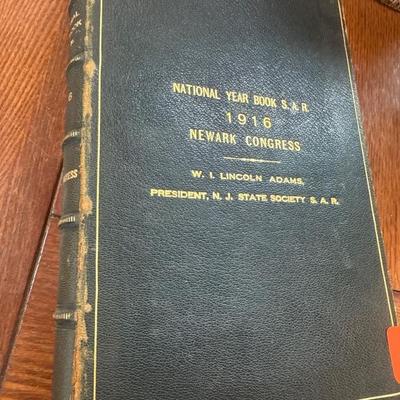 NATIONAL YEAR BOOK S. A. R.
1916
NEWARK CONGRESS
W. I. LINCOLN ADAMS,
PRESIDENT, N. J. STATE SOCIETY S. A. R.